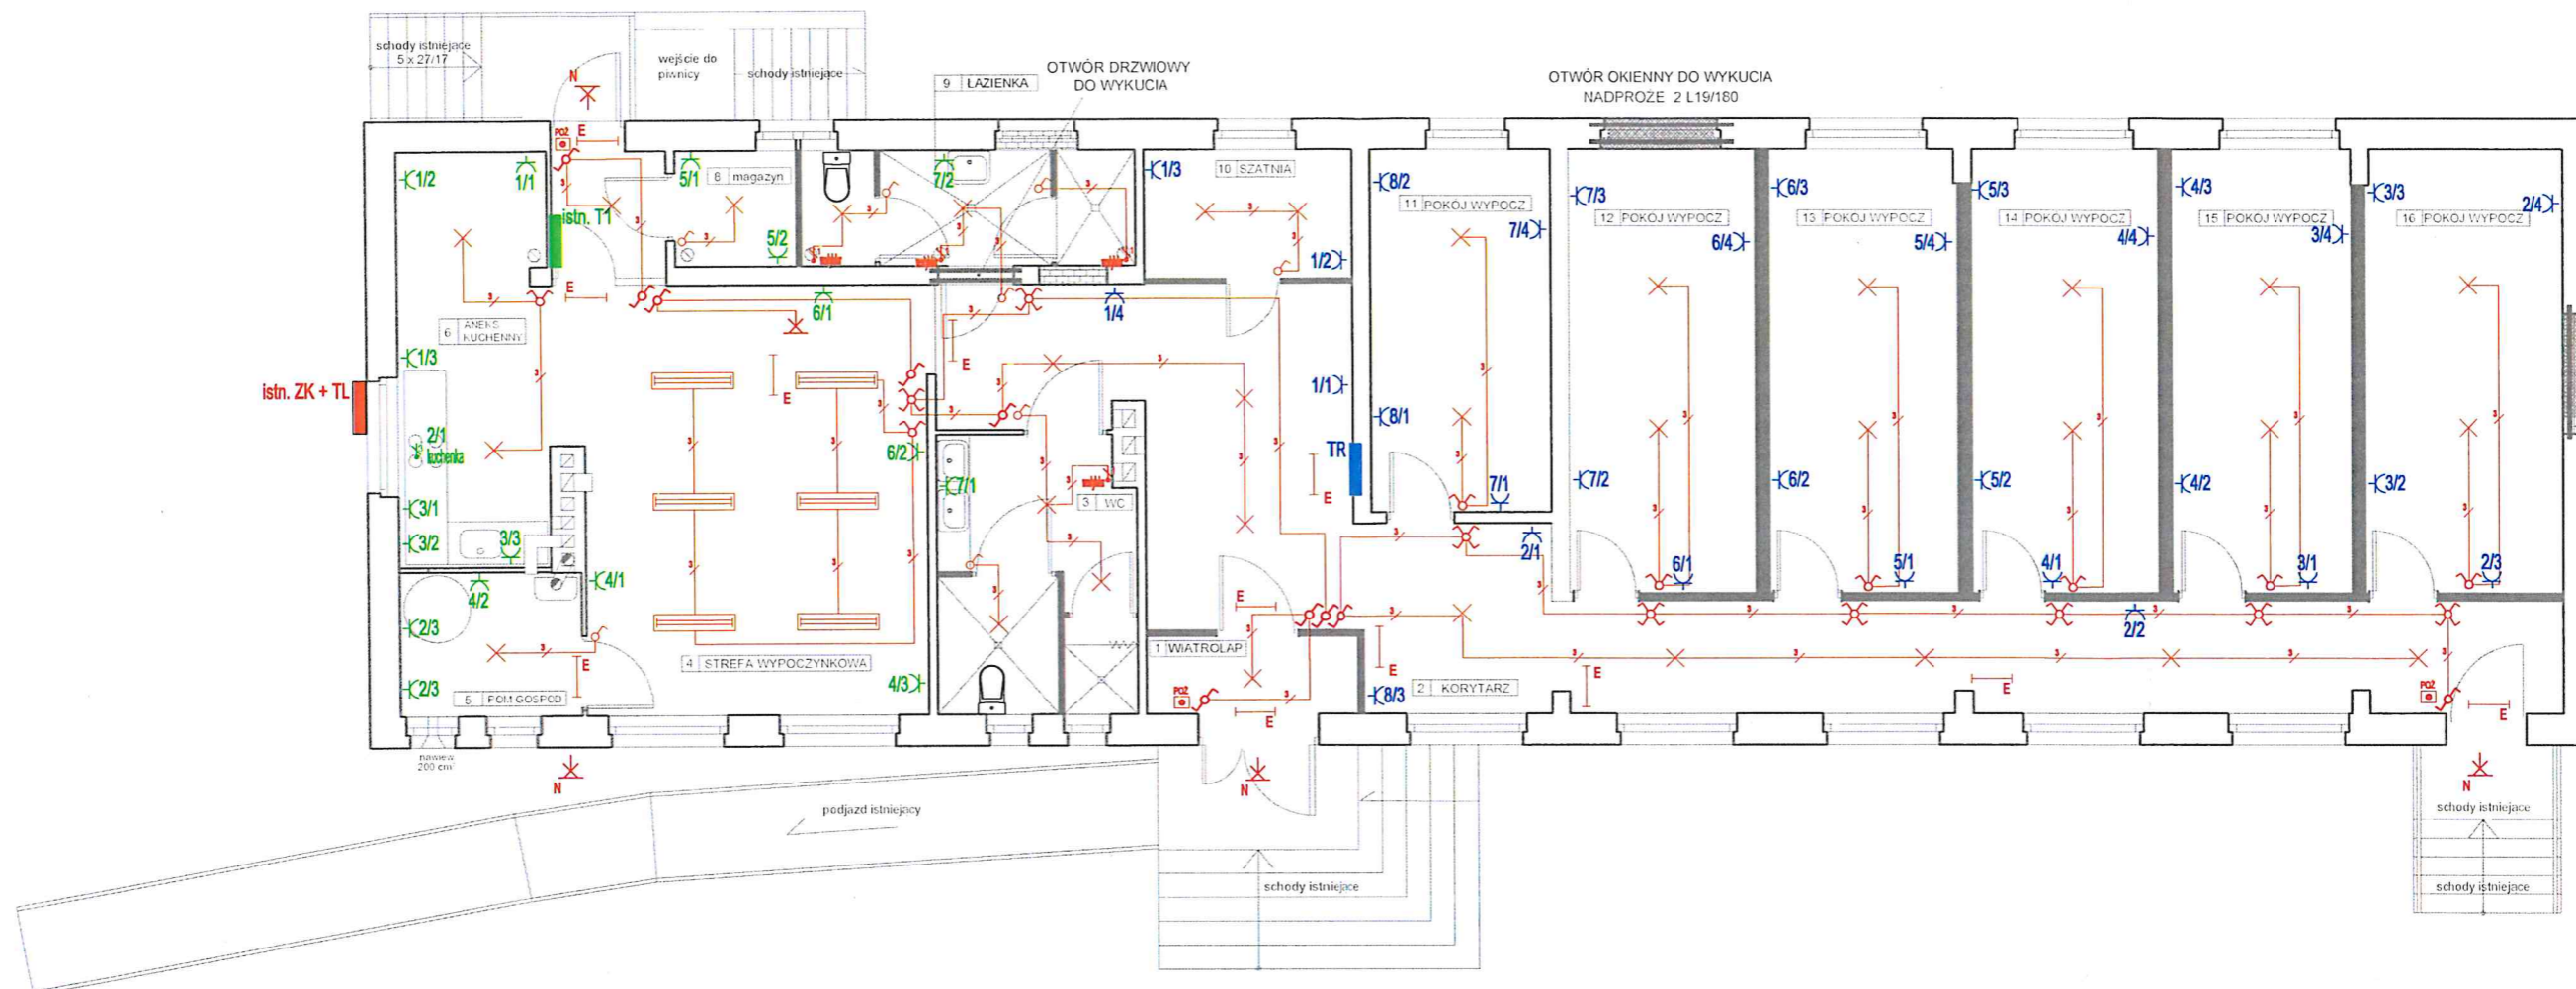 schody istniejące
5 x 27/17
wejście do
piwnicy
schody istniejące
N
9 ŁAZIENKA
OTWÓR DRZWIOWY
DO WYKUCIA
OTWÓR OKIENNY DO WYKUCIA
NADPROŻE 2 L19/180
POŻ
E
1/2
1/1
istn. T1
5/1
8 magazyn
5/2
7/2
1/3
10 SZATNIA
1/2
8/2
11 POKÓJ WYPOCZ
7/4
7/3
12 POKÓJ WYPOCZ
6/4
6/3
13 POKÓJ WYPOCZ
5/4
5/3
14 POKÓJ WYPOCZ
4/4
4/3
15 POKÓJ WYPOCZ
3/4
3/3
16 POKÓJ WYPOCZ
2/4
E
6/1
1/4
6 ANEKS
KUCHENNY
1/3
E
E
istn. ZK + TL
1/1
8/1
2/1
kuchenka
6/2
TR
E
7/1
3 WC
7/1
7/2
6/2
5/2
4/2
3/2
3/1
3/2
3/3
2/1
4/1
4/2
6/1
5/1
4/1
3/1
2/3
2/3
E
2/2
1 WIATROŁAP
E
4 STREFA WYPOCZYNKOWA
E
E
2/3
5 POM.GOSPOD
4/3
POŻ
E
8/3
2 KORYTARZ
E
POŻ
E
nawiew
200 cm²
N
N
N
podjazd istniejący
schody istniejące
schody istniejące
schody istniejące